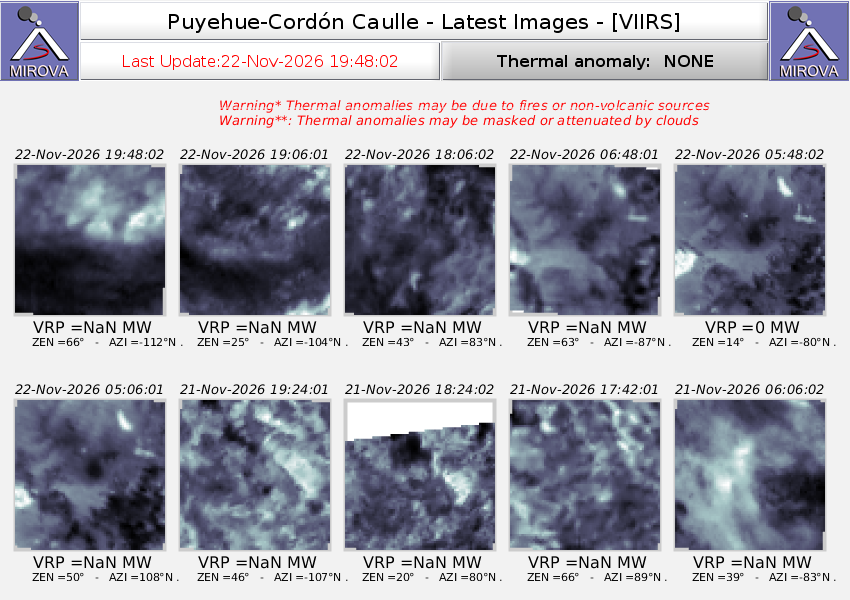 Puyehue-Cordón Caulle - Latest Images - [VIIRS]
MIROVA
Last Update:22-Nov-2026 19:48:02
Thermal anomaly: NONE
MIROVA
Warning* Thermal anomalies may be due to fires or non-volcanic sources
Warning**: Thermal anomalies may be masked or attenuated by clouds
22-Nov-2026 19:48:02
22-Nov-2026 19:06:01
22-Nov-2026 18:06:02
22-Nov-2026 06:48:01
22-Nov-2026 05:48:02
VRP =NaN MW
VRP =NaN MW
VRP =NaN MW
VRP =NaN MW
VRP =0 MW
ZEN =66° - AZI =-112°N .
ZEN =25° - AZI =-104°N .
ZEN =43° - AZI =83°N .
ZEN =63° - AZI =-87°N .
ZEN =14° - AZI =-80°N .
22-Nov-2026 05:06:01
21-Nov-2026 19:24:01
21-Nov-2026 18:24:02
21-Nov-2026 17:42:01
21-Nov-2026 06:06:02
VRP =NaN MW
VRP =NaN MW
VRP =NaN MW
VRP =NaN MW
VRP =NaN MW
ZEN =50° - AZI =108°N .
ZEN =46° - AZI =-107°N .
ZEN =20° - AZI =80°N .
ZEN =66° - AZI =89°N .
ZEN =39° - AZI =-83°N .